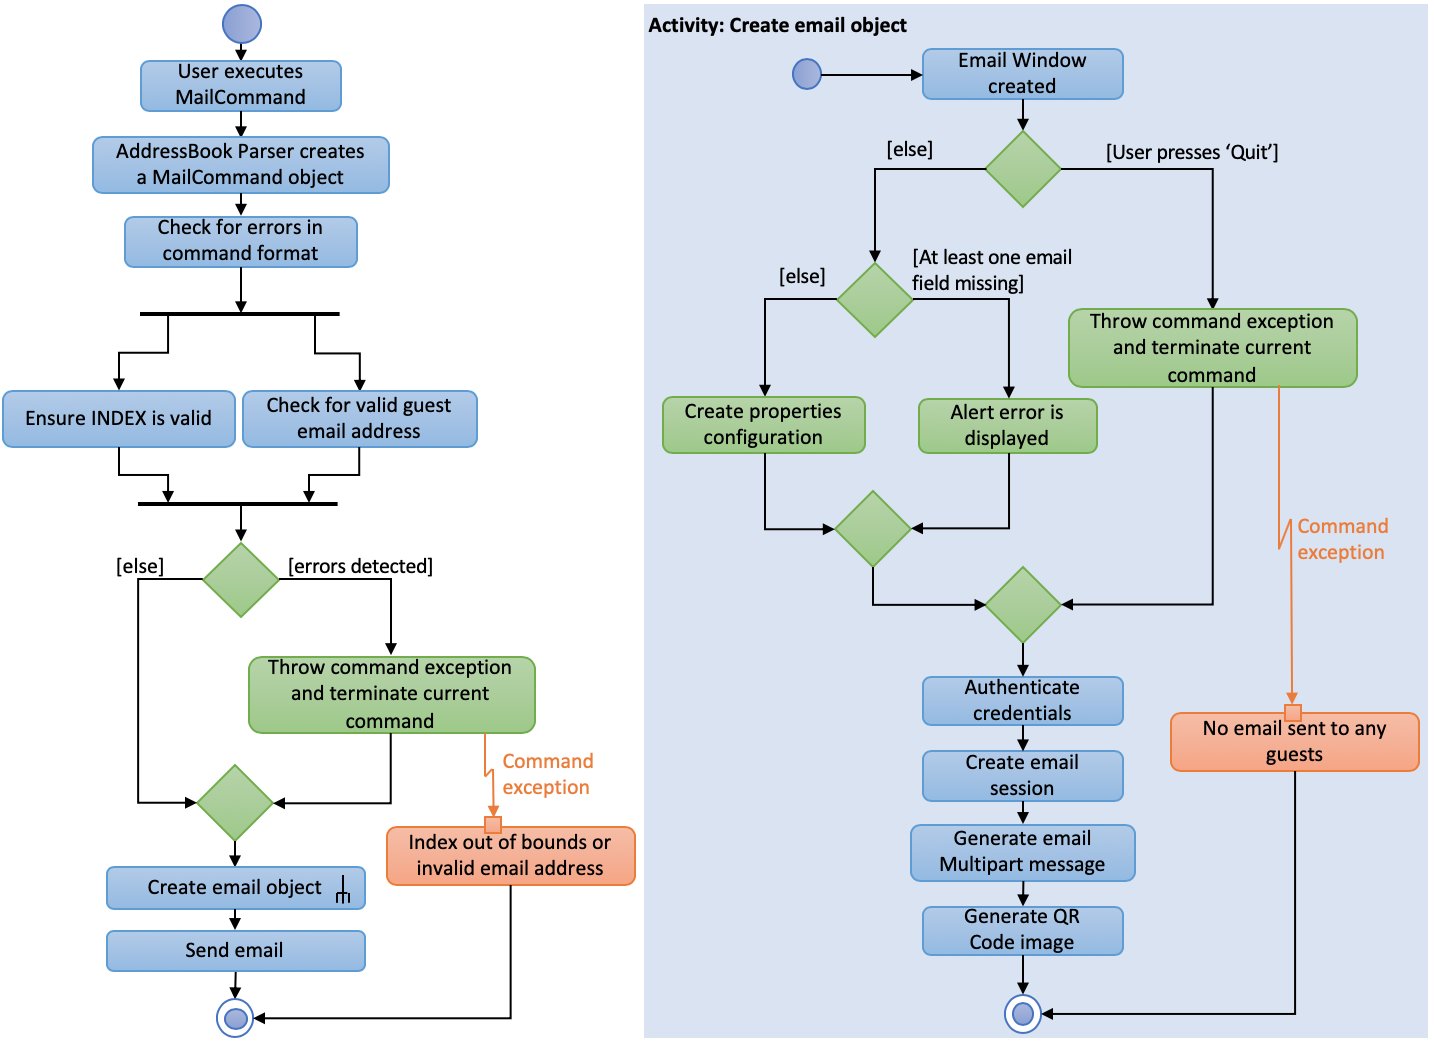 User executes
MailCommand
AddressBook Parser creates
a MailCommand object
Check for errors in
command format
Ensure INDEX is valid
Check for valid guest
email address
[else]
[errors detected]
Throw command exception
and terminate current
command
Command
exception
Index out of bounds or
invalid email address
Create email object
Send email
Activity: Create email object
Email Window
created
[else]
[User presses ‘Quit’]
[else]
[At least one email
field missing]
Throw command exception
and terminate current
command
Create properties
configuration
Alert error is
displayed
Command
exception
Authenticate
credentials
No email sent to any
guests
Create email
session
Generate email
Multipart message
Generate QR
Code image